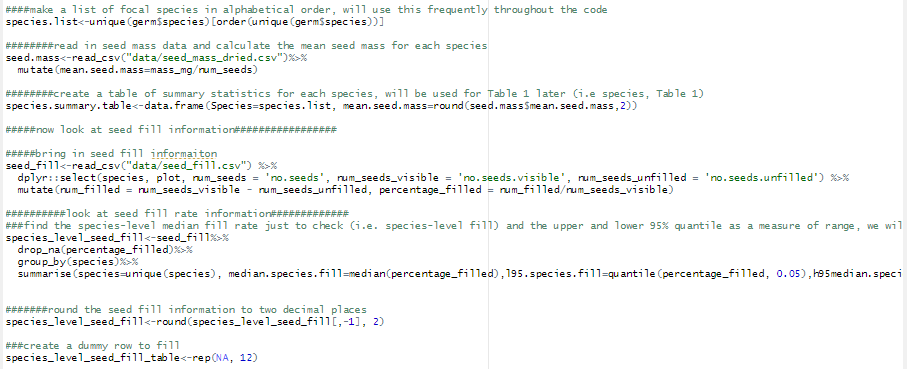 ####make a list of focal species in alphabetical order, will use this frequently throughout the code
species.list<-unique(germ$species)[order(unique(germ$species))]
########read in seed mass data and calculate the mean seed mass for each species
seed.mass<-read_csv("data/seed_mass_dried.csv")%>%
mutate(mean.seed.mass=mass_mg/num_seeds)
########create a table of summary statistics for each species, will be used for Table 1 later (i.e species, Table 1)
species.summary.table<-data.frame(Species=species.list, mean.seed.mass=round(seed.mass$mean.seed.mass,2))
#####now look at seed fill information#################
#####bring in seed fill informaiton
seed_fill<-read_csv("data/seed_fill.csv") %>%
dplyr::select(species, plot, num_seeds = 'no.seeds', num_seeds_visible = 'no.seeds.visible', num_seeds_unfilled = 'no.seeds.unfilled') %>%
mutate(num_filled = num_seeds_visible - num_seeds_unfilled, percentage_filled = num_filled/num_seeds_visible)
##########look at seed fill rate information#############
###find the species-level median fill rate just to check (i.e. species-level fill) and the upper and lower 95% quantile as a measure of range, we wil
species_level_seed_fill<-seed_fill%>%
drop_na(percentage_filled)%>%
group_by(species)%>%
summarise(species=unique(species), median.species.fill=median(percentage_filled),l95.species.fill=quantile(percentage_filled, 0.05),h95median.speci
#######round the seed fill information to two decimal places
species_level_seed_fill<-round(species_level_seed_fill[,-1], 2)
###create a dummy row to fill
species_level_seed_fill_table<-rep(NA, 12)